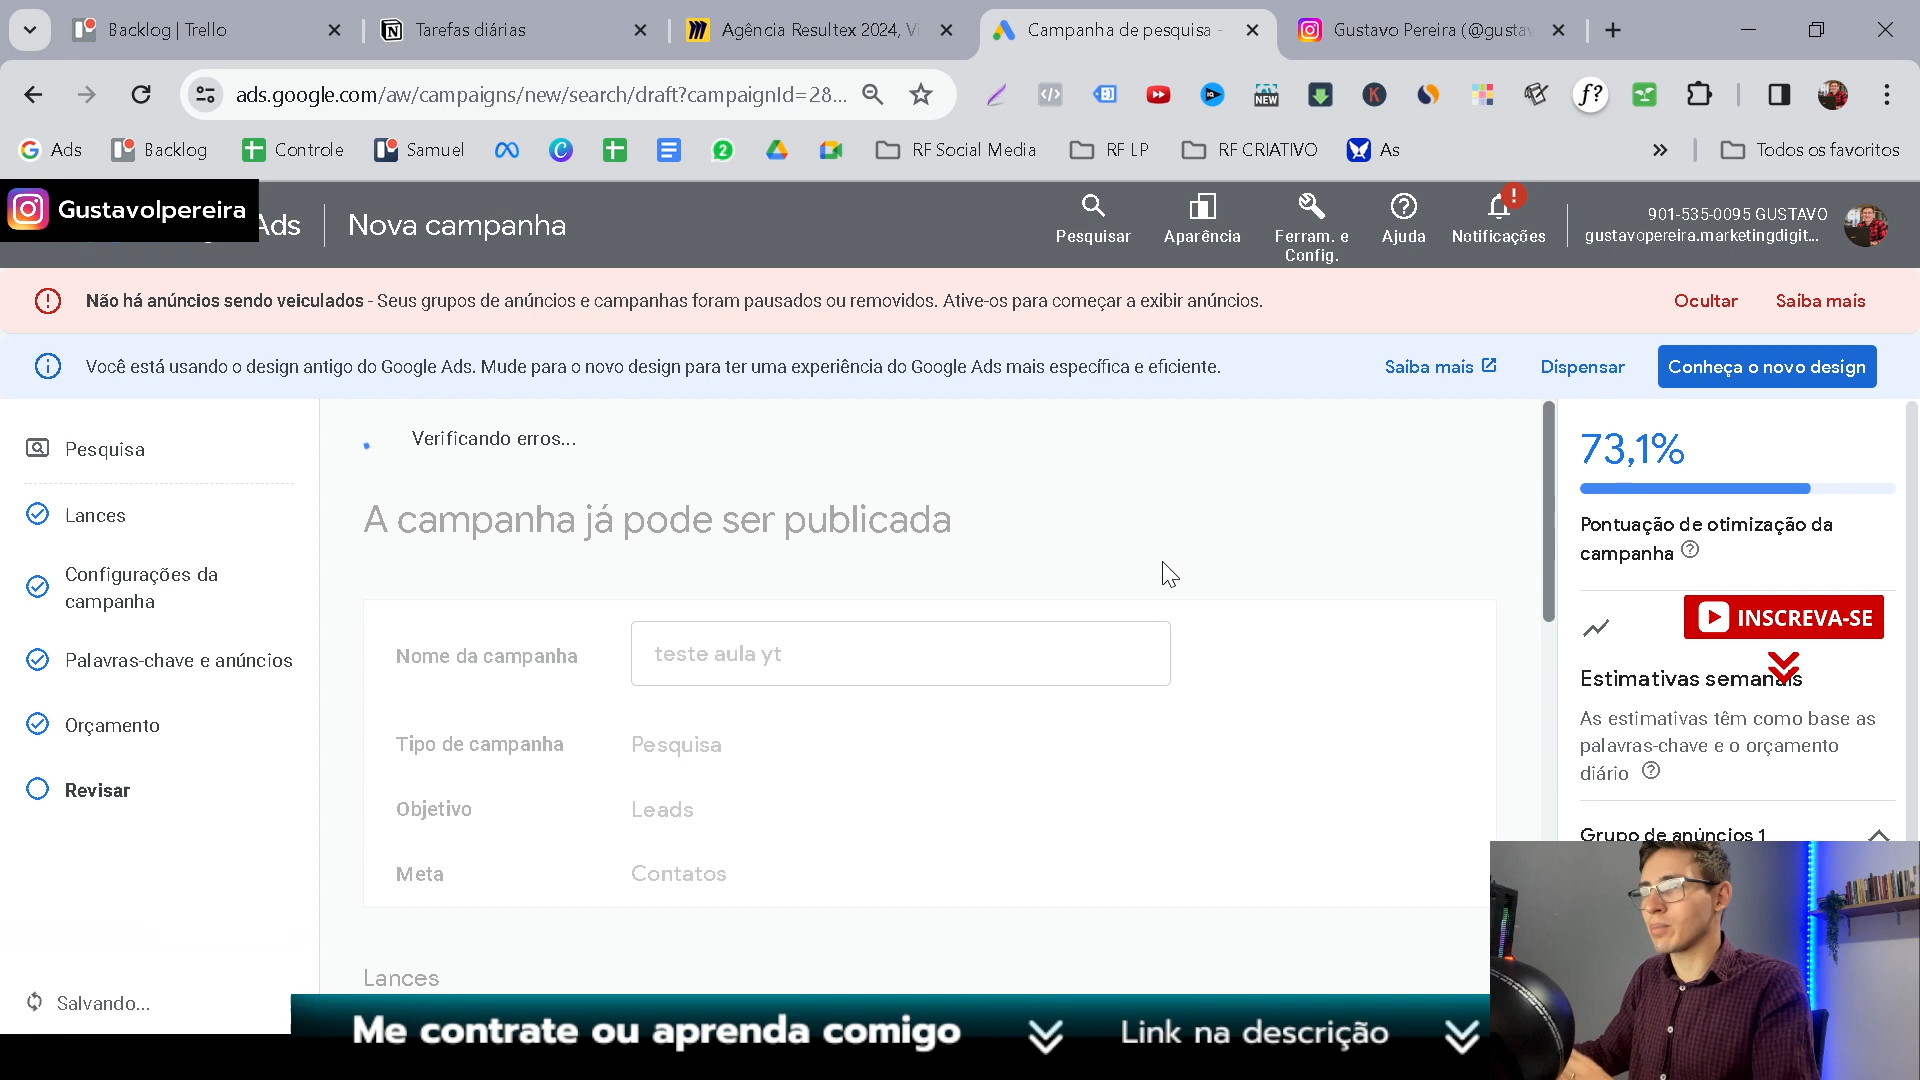 Backlog | Trello
Tarefas diárias
Agência Resultex 2024, Vi
Campanha de pesquisa -
Gustavo Pereira (@gustav
ads.google.com/aw/campaigns/new/search/draft?campaignId=28...
NEW
K
f?
Ads
Backlog
Controle
Samuel
2
RF Social Media
RF LP
RF CRIATIVO
As
Todos os favoritos
Gustavolpereira
Ads
Nova campanha
Pesquisar
Aparência
Ferram. e
Config.
Ajuda
Notificações
901-535-0095 GUSTAVO
gustavopereira.marketingdigit...
Não há anúncios sendo veiculados - Seus grupos de anúncios e campanhas foram pausados ou removidos. Ative-os para começar a exibir anúncios.
Ocultar
Saiba mais
Você está usando o design antigo do Google Ads. Mude para o novo design para ter uma experiência do Google Ads mais específica e eficiente.
Saiba mais
Dispensar
Conheça o novo design
Pesquisa
Lances
Configurações da
campanha
Palavras-chave e anúncios
Orçamento
Revisar
Salvando...
Verificando erros...
A campanha já pode ser publicada
Nome da campanha
teste aula yt
Tipo de campanha
Pesquisa
Objetivo
Leads
Meta
Contatos
Lances
73,1%
Pontuação de otimização da
campanha
INSCREVA-SE
Estimativas semanais
As estimativas têm como base as
palavras-chave e o orçamento
diário
Grupo de anúncios 1
Me contrate ou aprenda comigo
Link na descrição